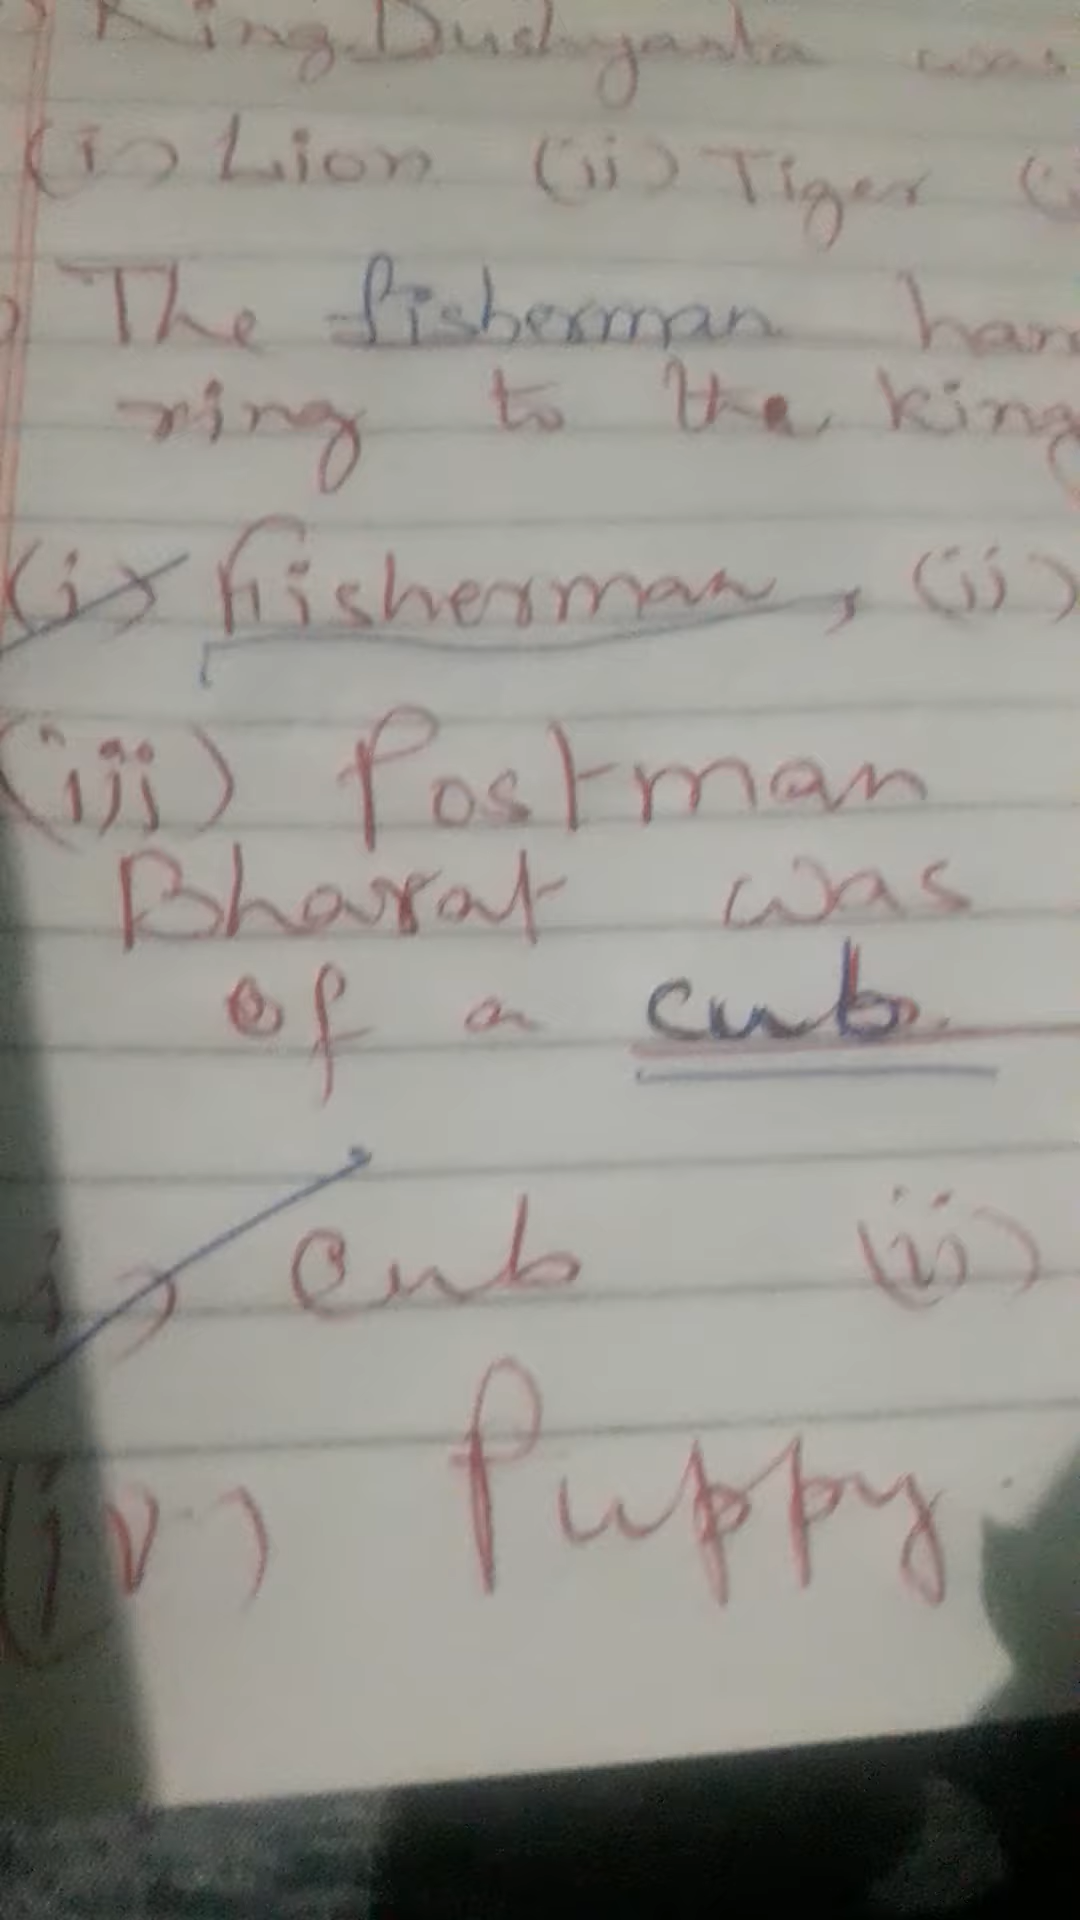 King Dushyanta was
(i) Lion (ii) Tiger (i
The fisherman han
ring to the king
(i) fisherman, (ii)
(iii) Postman
Bharat was
of a cub
i) Cub (ii)
(iv) Puppy